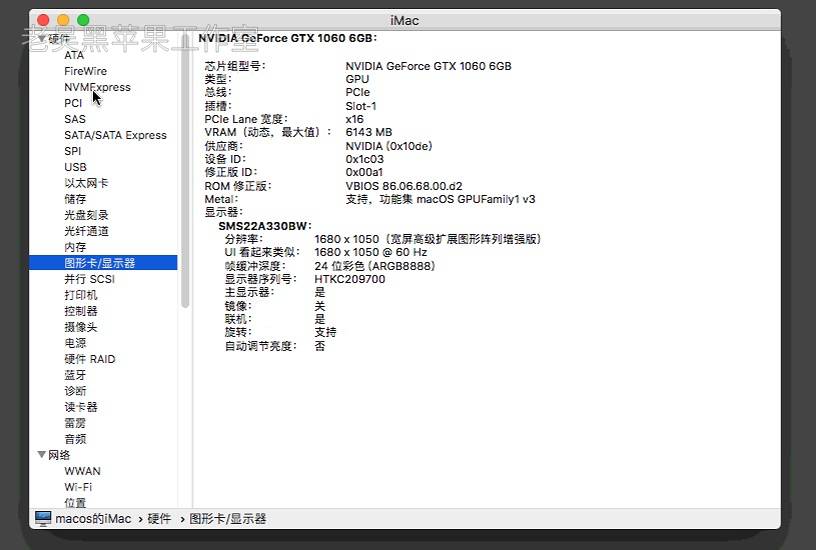 iMac
老吴黑苹果工作室
硬件
ATA
FireWire
NVMExpress
PCI
SAS
SATA/SATA Express
SPI
USB
以太网卡
储存
光盘刻录
光纤通道
内存
图形卡/显示器
并行 SCSI
打印机
控制器
摄像头
电源
硬件 RAID
蓝牙
诊断
读卡器
雷雳
音频
网络
WWAN
Wi-Fi
位置
NVIDIA GeForce GTX 1060 6GB：
芯片组型号： NVIDIA GeForce GTX 1060 6GB
类型： GPU
总线： PCIe
插槽： Slot-1
PCIe Lane 宽度： x16
VRAM（动态，最大值）： 6143 MB
供应商： NVIDIA (0x10de)
设备 ID： 0x1c03
修正版 ID： 0x00a1
ROM 修正版： VBIOS 86.06.68.00.d2
Metal： 支持，功能集 macOS GPUFamily1 v3
显示器：
SMS22A330BW：
分辨率： 1680 x 1050（宽屏高级扩展图形阵列增强版）
UI 看起来类似： 1680 x 1050 @ 60 Hz
帧缓冲深度： 24 位彩色 (ARGB8888)
显示器序列号： HTKC209700
主显示器： 是
镜像： 关
联机： 是
旋转： 支持
自动调节亮度： 否
macos的iMac › 硬件 › 图形卡/显示器